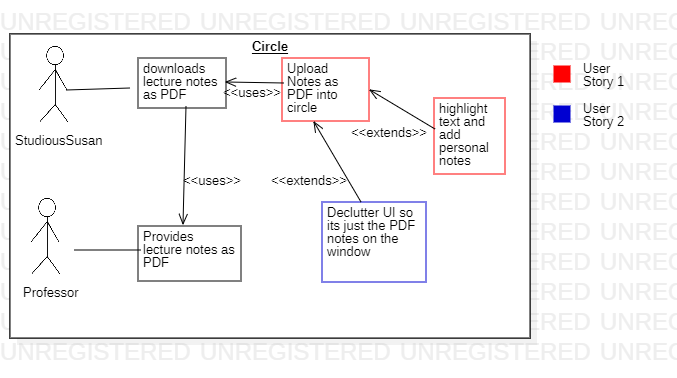 UNREGISTERED UNREGISTERED UNREGISTERED UNREG
Circle
downloads
lecture notes
as PDF
Upload
Notes as
PDF into
circle
<<uses>>
highlight
text and
add
personal
notes
<<extends>>
StudiousSusan
<<uses>>
<<extends>>
Declutter UI so
its just the PDF
notes on the
window
Provides
lecture notes as
PDF
Professor
User
Story 1
User
Story 2
UNREGISTERED UNREGISTERED UNREGISTERED UNREG